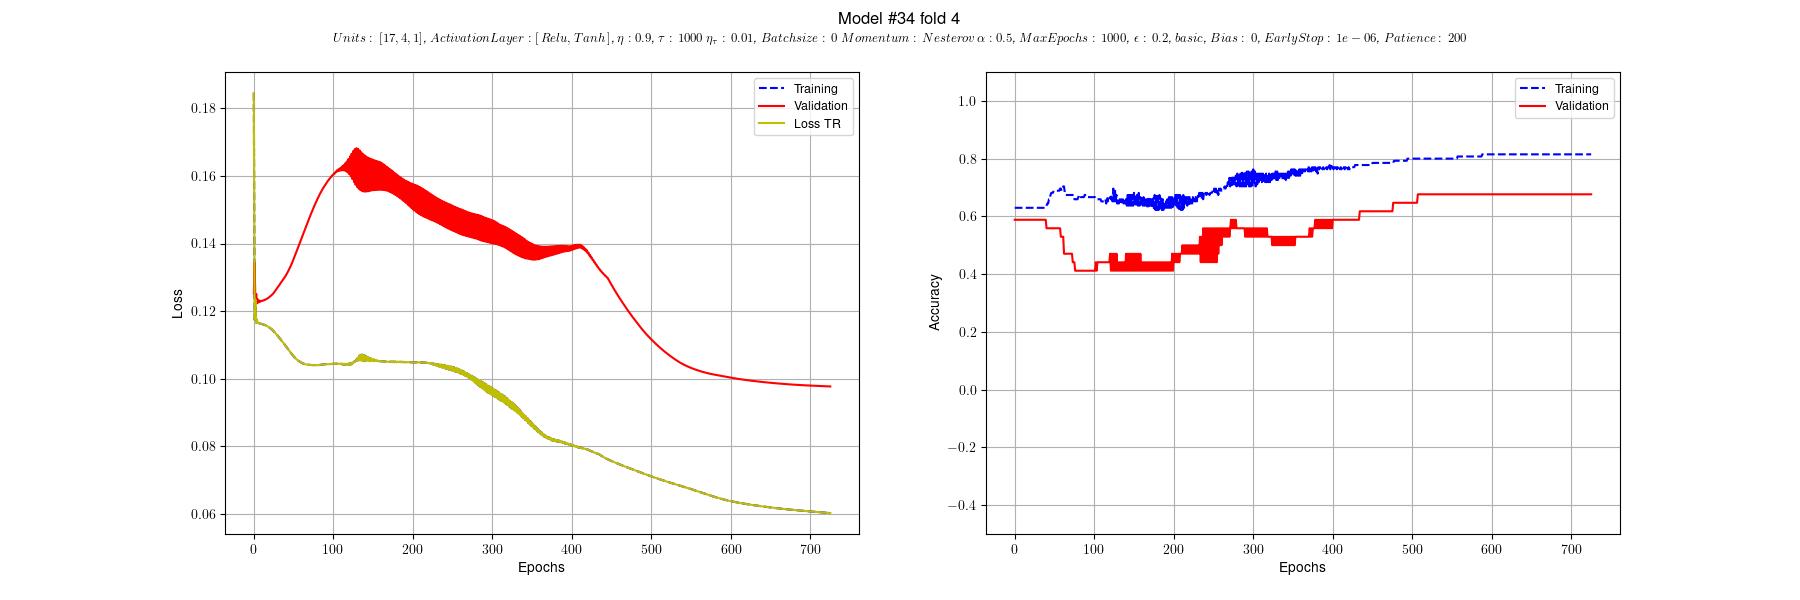 Model #34 fold 4
Units : [17, 4, 1], ActivationLayer : [ Relu, Tanh], η : 0.9, τ : 1000 η_τ : 0.01, Batchsize : 0 Momentum : Nesterov α : 0.5, MaxEpochs : 1000, ϵ : 0.2, basic, Bias : 0, EarlyStop : 1e − 06, Patience : 200
Training
Validation
Loss TR
0.18
0.16
0.14
0.12
0.10
0.08
0.06
Loss
0 100 200 300 400 500 600 700
Epochs
Training
Validation
1.0
0.8
0.6
0.4
0.2
0.0
−0.2
−0.4
Accuracy
0 100 200 300 400 500 600 700
Epochs